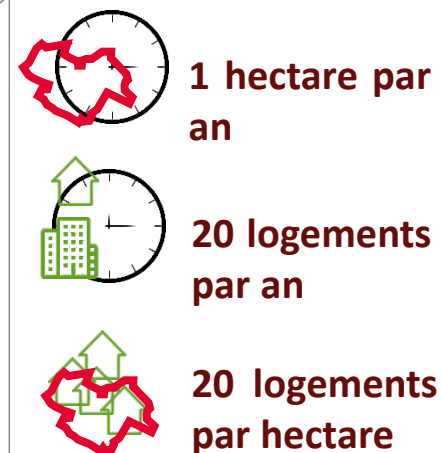 1 hectare par
an
20 logements
par an
20 logements
par hectare